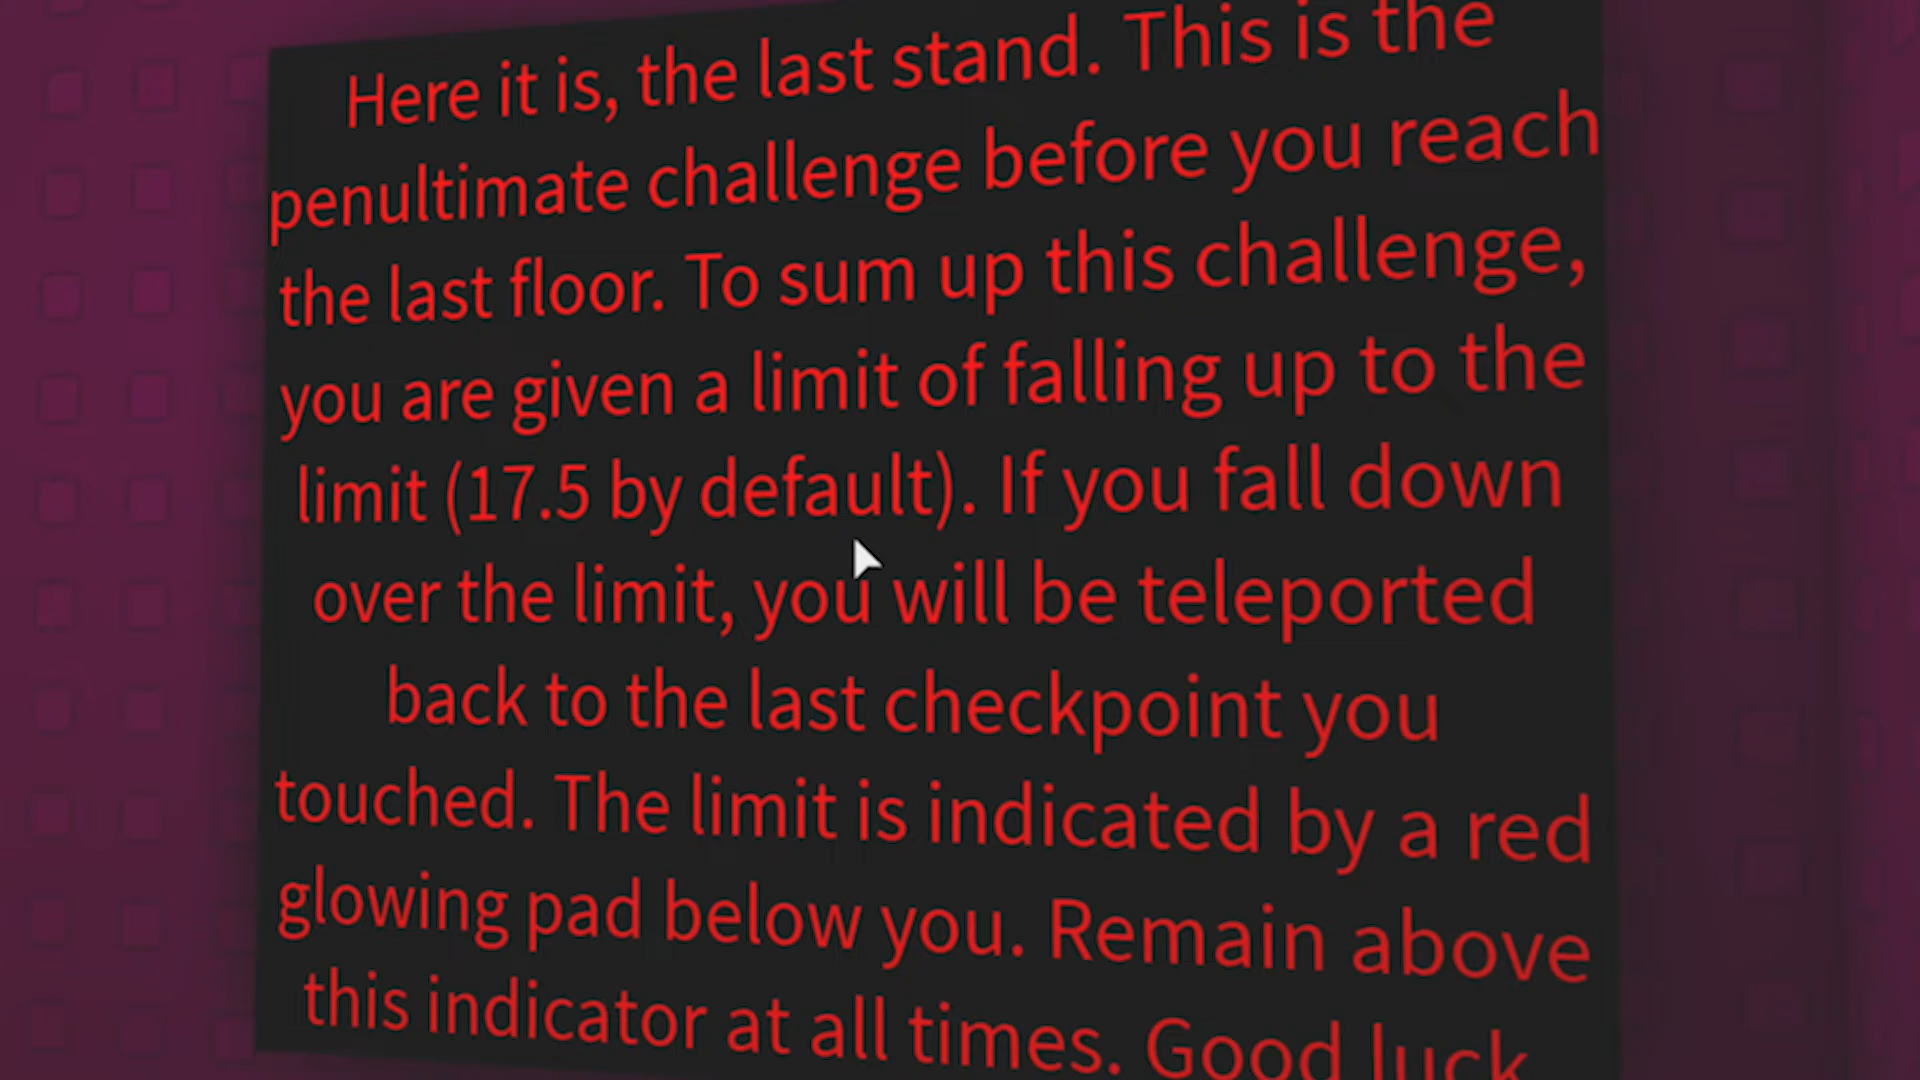 Here it is, the last stand. This is the
penultimate challenge before you reach
the last floor. To sum up this challenge,
you are given a limit of falling up to the
limit (17.5 by default). If you fall down
over the limit, you will be teleported
back to the last checkpoint you
touched. The limit is indicated by a red
glowing pad below you. Remain above
this indicator at all times. Good luck